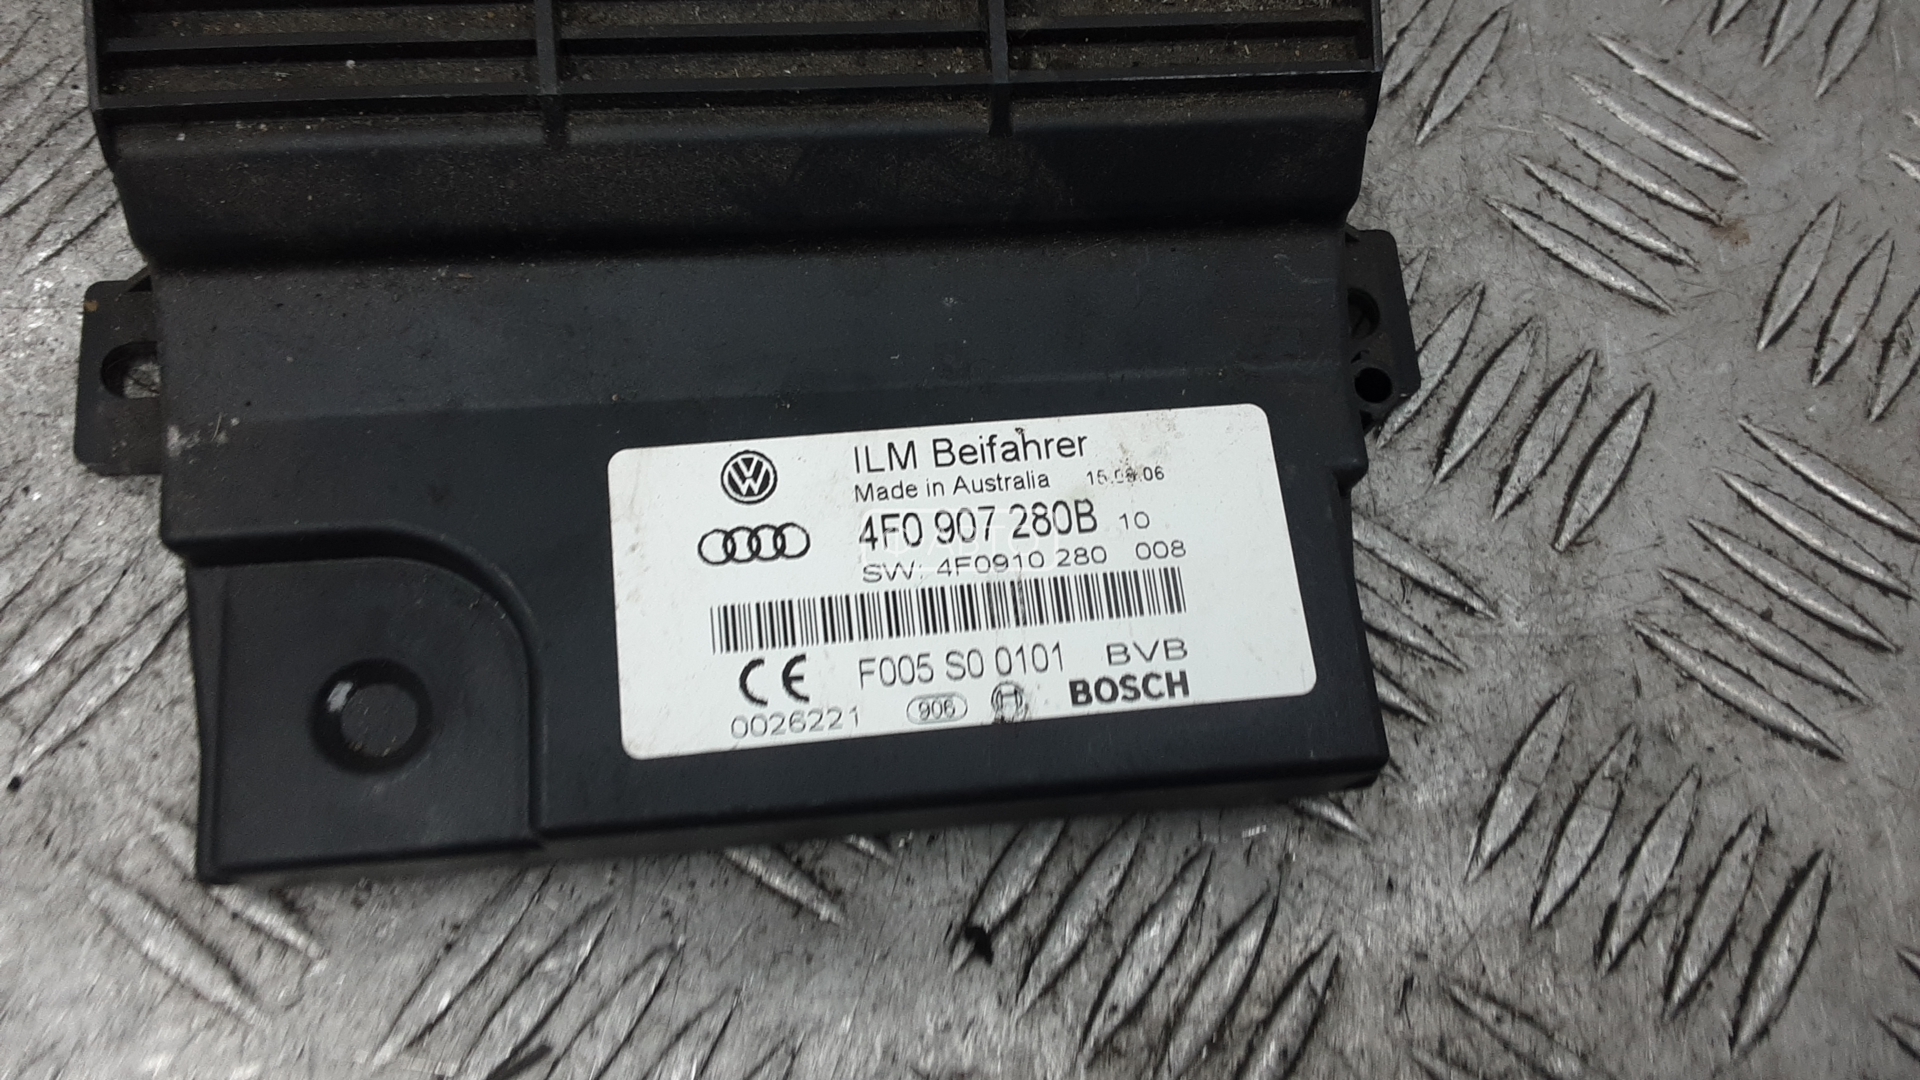 ILM Beifahrer
Made in Australia
4F0 907 280B 10
SW: 4F0910 280 008
CE F005 S0 0101 BVB
0026221 906 BOSCH